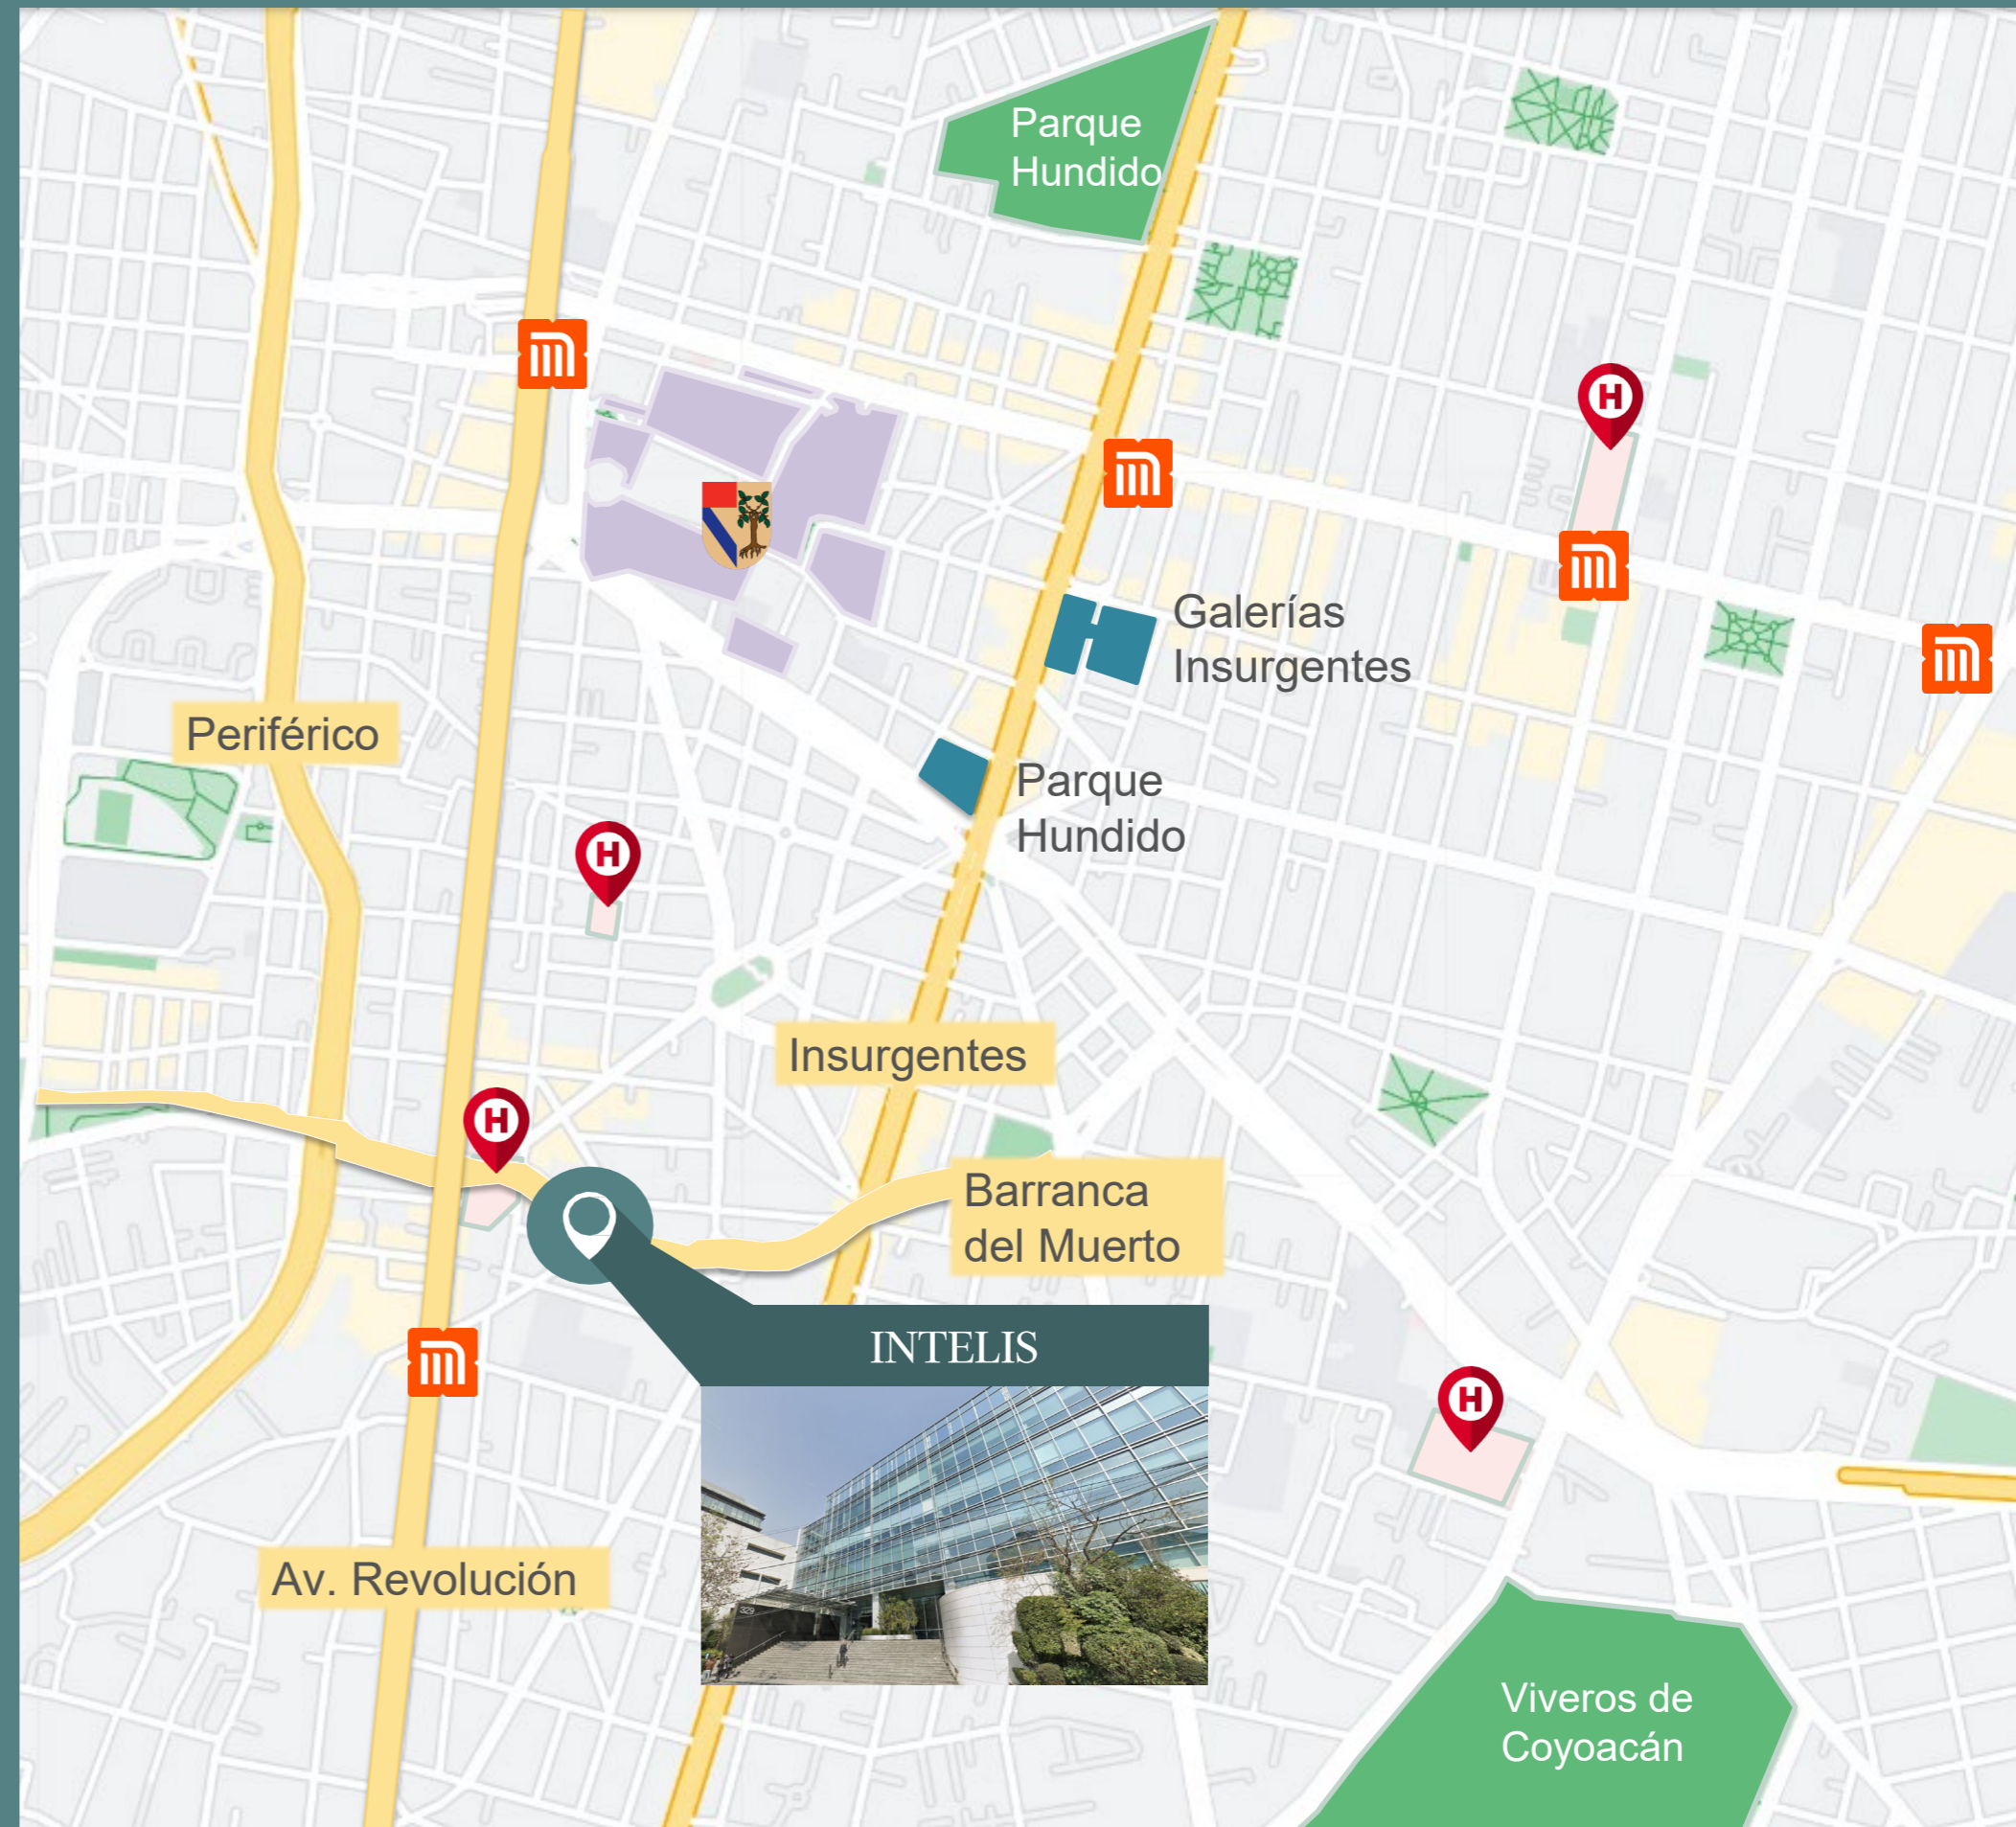 Parque
Hundido
H
Galerías
Insurgentes
Periférico
Parque
Hundido
H
Insurgentes
H
Barranca
del Muerto
INTELIS
H
Av. Revolución
Viveros de
Coyoacán